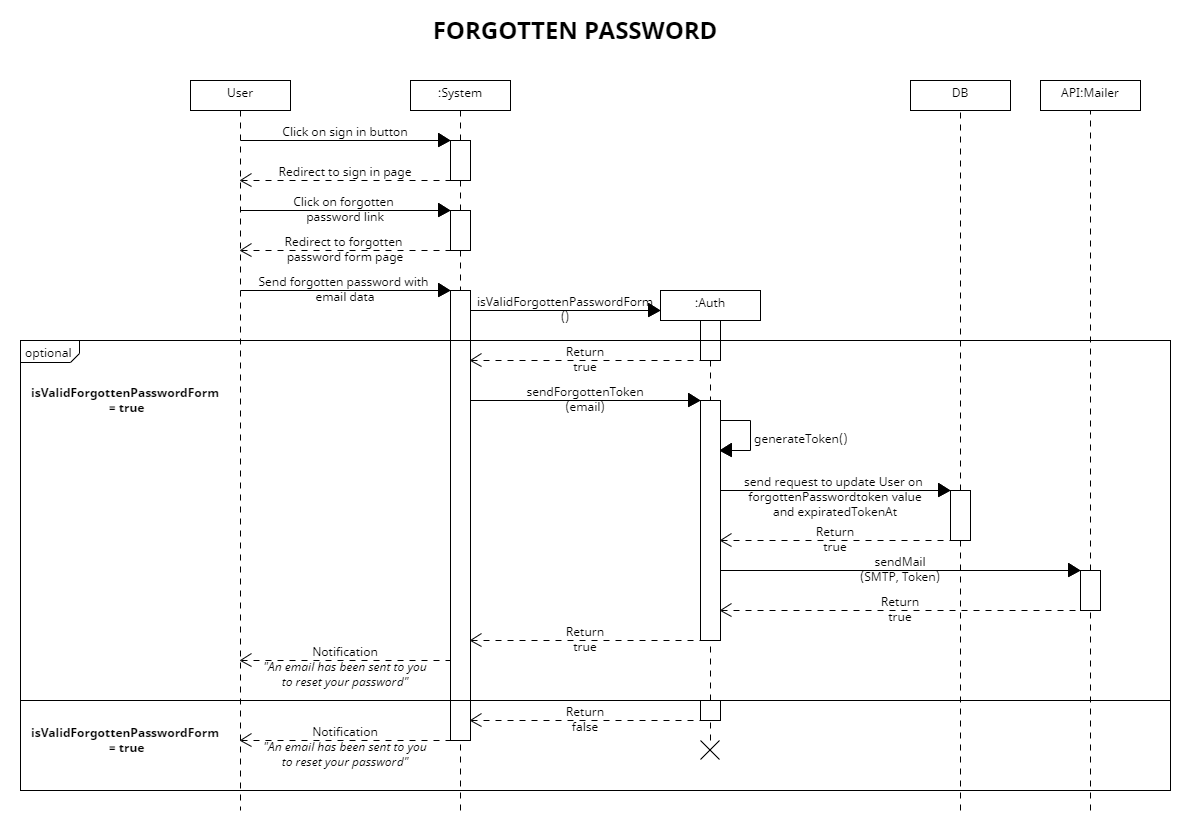 FORGOTTEN PASSWORD
User
:System
DB
API:Mailer
Click on sign in button
Redirect to sign in page
Click on forgotten
password link
Redirect to forgotten
password form page
Send forgotten password with
email data
isValidForgottenPasswordForm
()
:Auth
optional
Return
true
isValidForgottenPasswordForm
= true
sendForgottenToken
(email)
generateToken()
send request to update User on
forgottenPasswordtoken value
and expiratedTokenAt
Return
true
sendMail
(SMTP, Token)
Return
true
Return
true
Notification
"An email has been sent to you
to reset your password"
Return
false
isValidForgottenPasswordForm
= true
Notification
"An email has been sent to you
to reset your password"